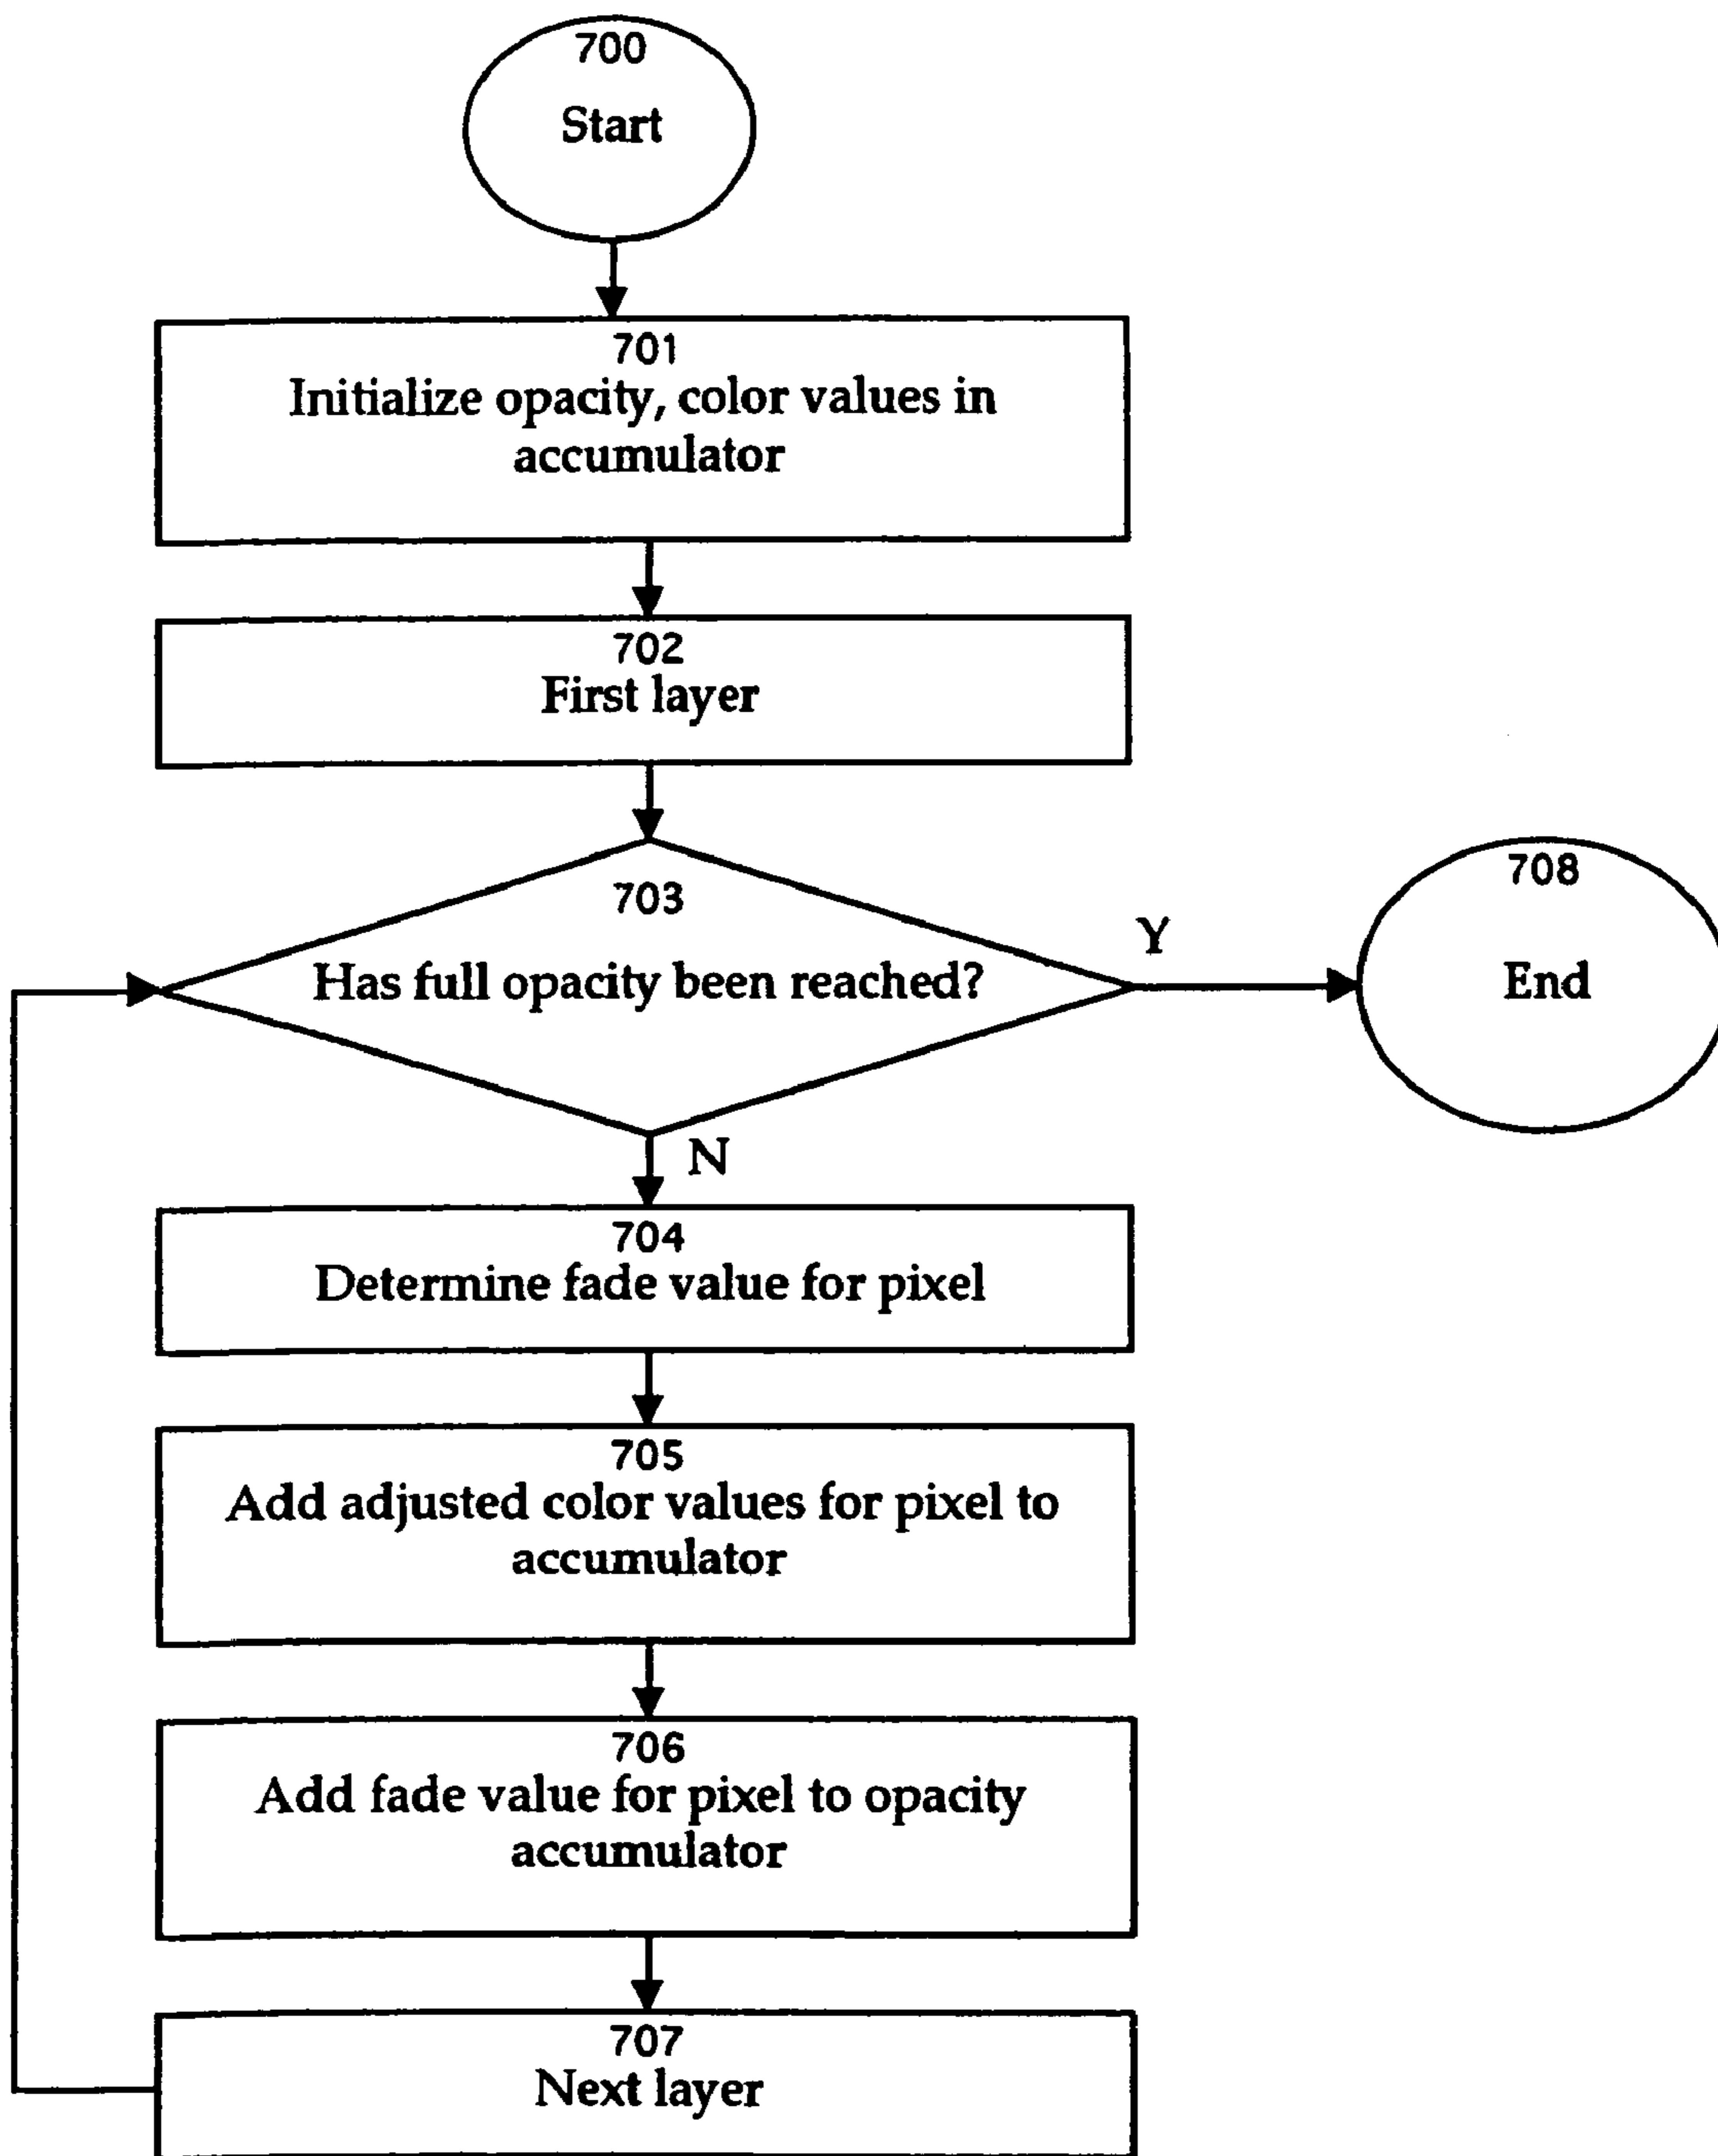 700
Start
701
Initialize opacity, color values in
accumulator
702
First layer
703
Has full opacity been reached?
Y
708
End
N
704
Determine fade value for pixel
705
Add adjusted color values for pixel to
accumulator
706
Add fade value for pixel to opacity
accumulator
707
Next layer